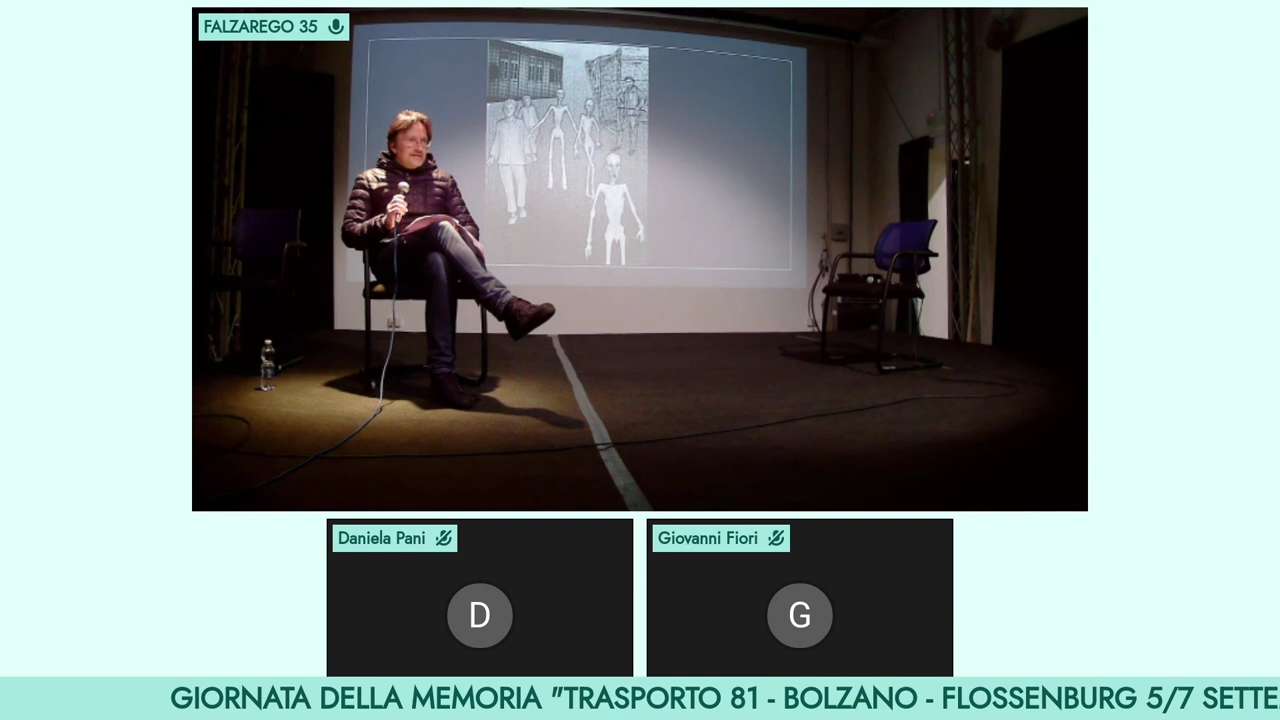 FALZAREGO 35
Daniela Pani
Giovanni Fiori
D
G
GIORNATA DELLA MEMORIA "TRASPORTO 81 - BOLZANO - FLOSSENBURG 5/7 SETTE